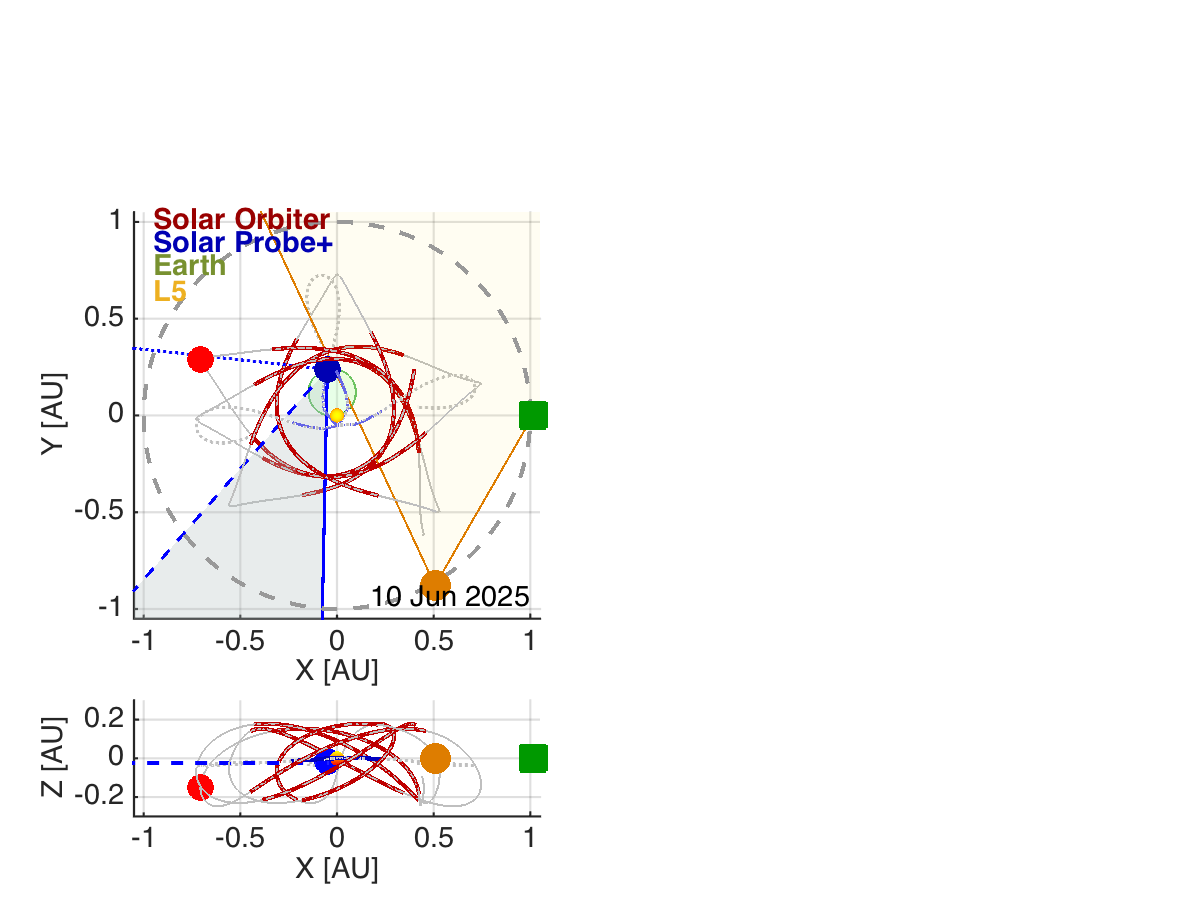 Solar Orbiter
Solar Probe+
Earth
L5
1
0.5
0
-0.5
-1
Y [AU]
10 Jun 2025
-1 -0.5 0 0.5 1
X [AU]
0.2
0
-0.2
Z [AU]
-1 -0.5 0 0.5 1
X [AU]